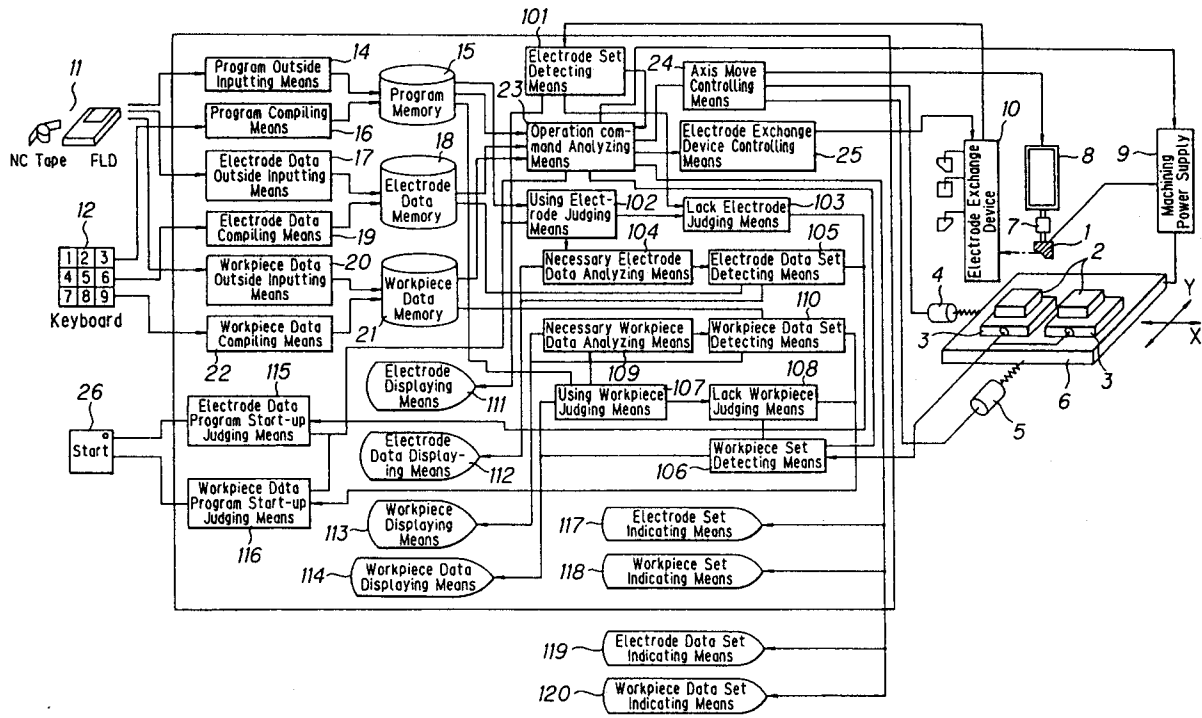 101
14
15
Program Outside
Inputting Means
Electrode Set
Detecting Means
24
Axis Move
Controlling
Means
11
Program
Memory
23
10
NC Tape
FLD
Program Compiling
Means
16
Operation com-
mand Analyzing
Means
Electrode Exchange
Device Controlling
Means
25
17
18
Electrode Data
Outside Inputting
Means
Electrode
Data
Memory
8
9
Machining
Power Supply
Electrode Exchange
Device
Using Elect-
rode Judging
Means
102
103
Lack Electrode
Judging Means
7
1
12
Electrode Data
Compiling Means
19
104
105
1 2 3
4 5 6
7 8 9
Keyboard
20
Workpiece Data
Outside Inputting
Means
Necessary Electrode
Data Analyzing Means
Electrode Data Set
Detecting Means
2
4
Y
X
Workpiece
Data
Memory
21
110
Workpiece Data
Compiling Means
22
Necessary Workpiece
Data Analyzing Means
109
Workpiece Data Set
Detecting Means
3
3
6
5
115
Electrode
Displaying
Means
111
107
108
26
Start
Electrode Data
Program Start-up
Judging Means
Using Workpiece
Judging Means
Lack Workpiece
Judging Means
Electrode
Data Display-
ing Means
112
106
Workpiece Set
Detecting Means
Workpiece Data
Program Start-up
Judging Means
116
Workpiece
Displaying
Means
113
117
Electrode Set
Indicating Means
114
Workpiece Data
Displaying Means
118
Workpiece Set
Indicating Means
119
Electrode Data Set
Indicating Means
120
Workpiece Data Set
Indicating Means